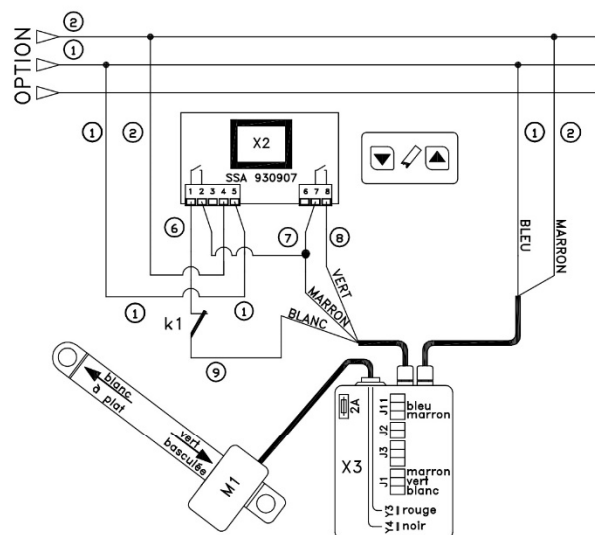 OPTION
2
1
X2
SSA 930907
1 2 3 4 5
6 7 8
1
2
1
2
6
7
8
BLEU
MARRON
VERT
MARRON
BLANC
1
1
k1
9
blanc
à plat
vert
basculée
M1
2A
X3
J11
bleu
marron
J2
J3
J1
marron
vert
blanc
Y3 rouge
Y4 noir